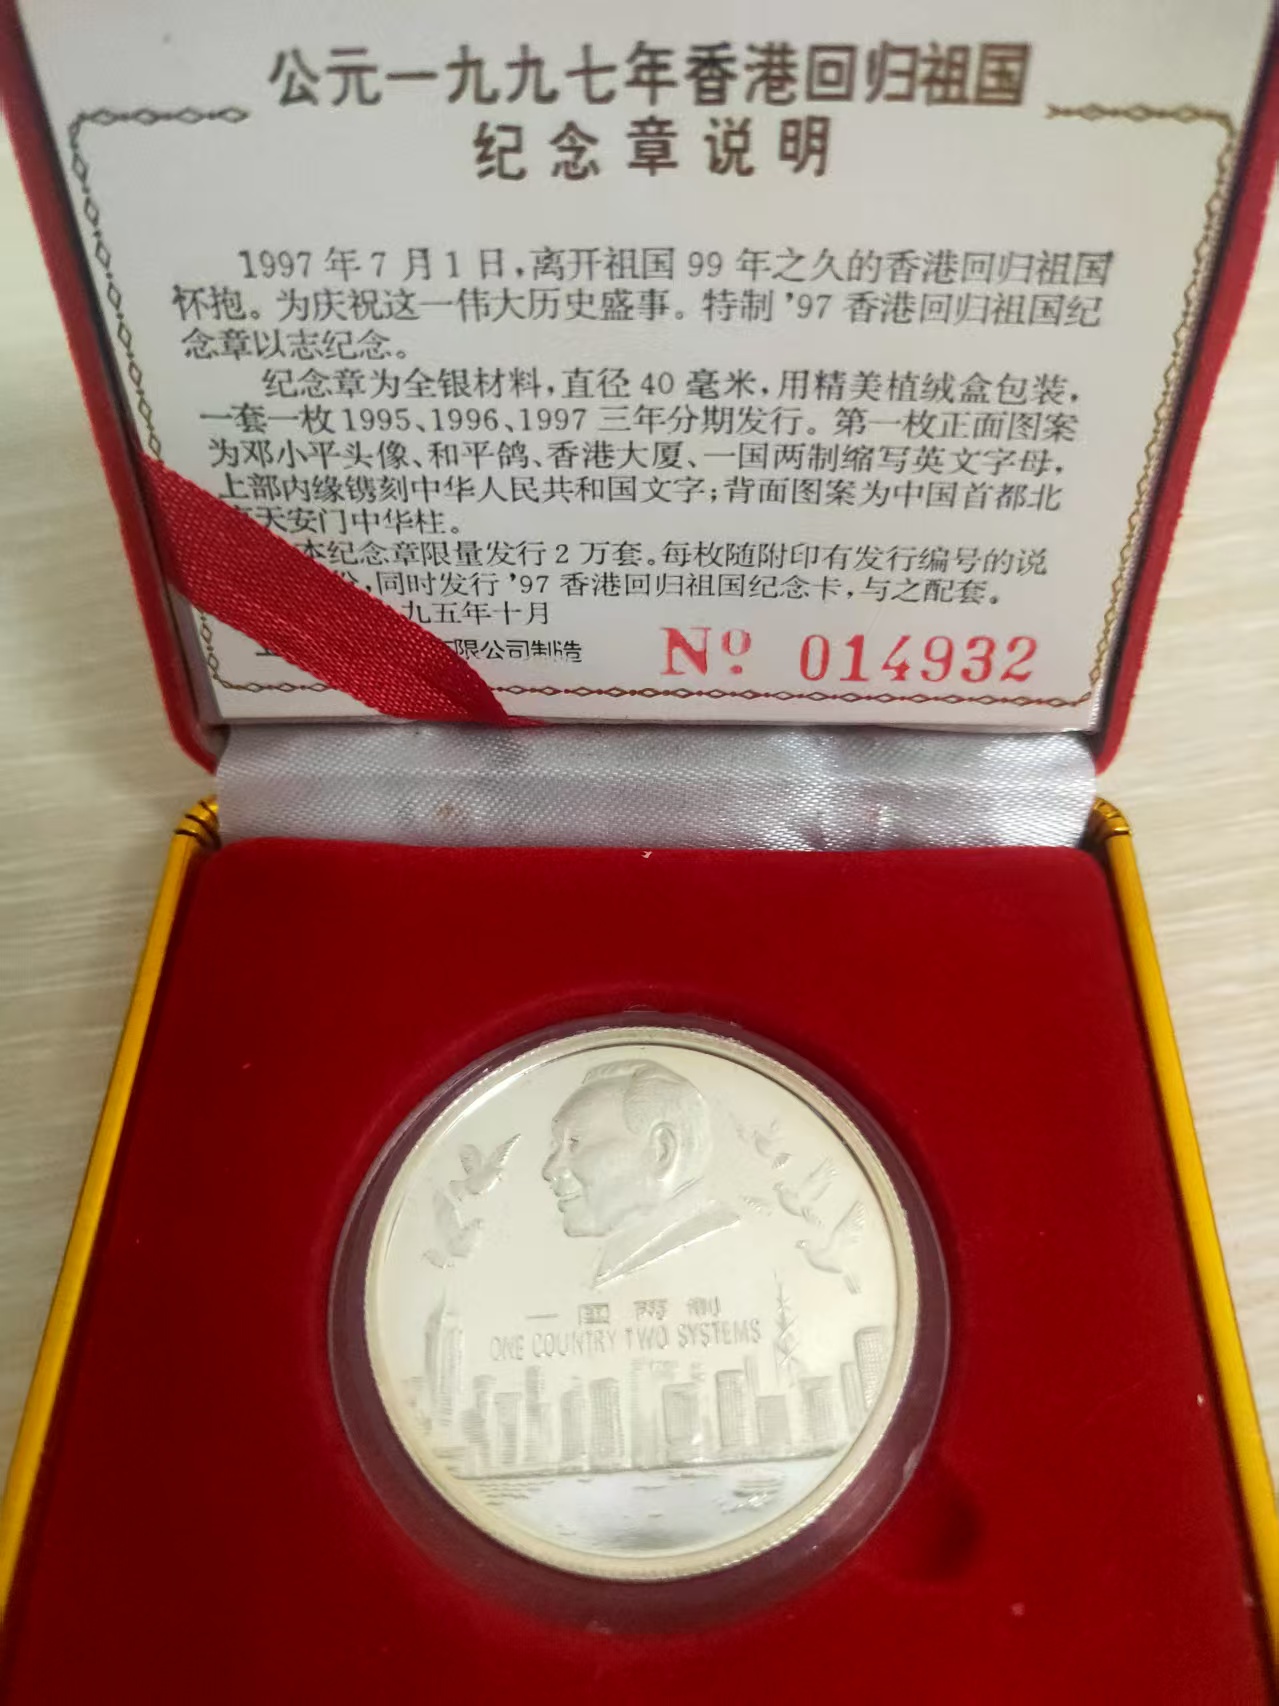 公元一九九七年香港回归祖国
纪念章说明
1997年7月1日,离开祖国99年之久的香港回归祖国
怀抱。为庆祝这一伟大历史盛事。特制'97香港回归祖国纪
念章以志纪念。
纪念章为全银材料,直径40毫米,用精美植绒盒包装,
一套一枚1995、1996、1997三年分期发行。第一枚正面图案
为邓小平头像、和平鸽、香港大厦、一国两制缩写英文字母,
上部内缘镌刻中华人民共和国文字;背面图案为中国首都北
天安门中华柱。
本纪念章限量发行2万套。每枚随附印有发行编号的说
,同时发行'97香港回归祖国纪念卡,与之配套。
九五年十月
限公司制造
No. 014932
一國兩制
ONE COUNTRY TWO SYSTEMS